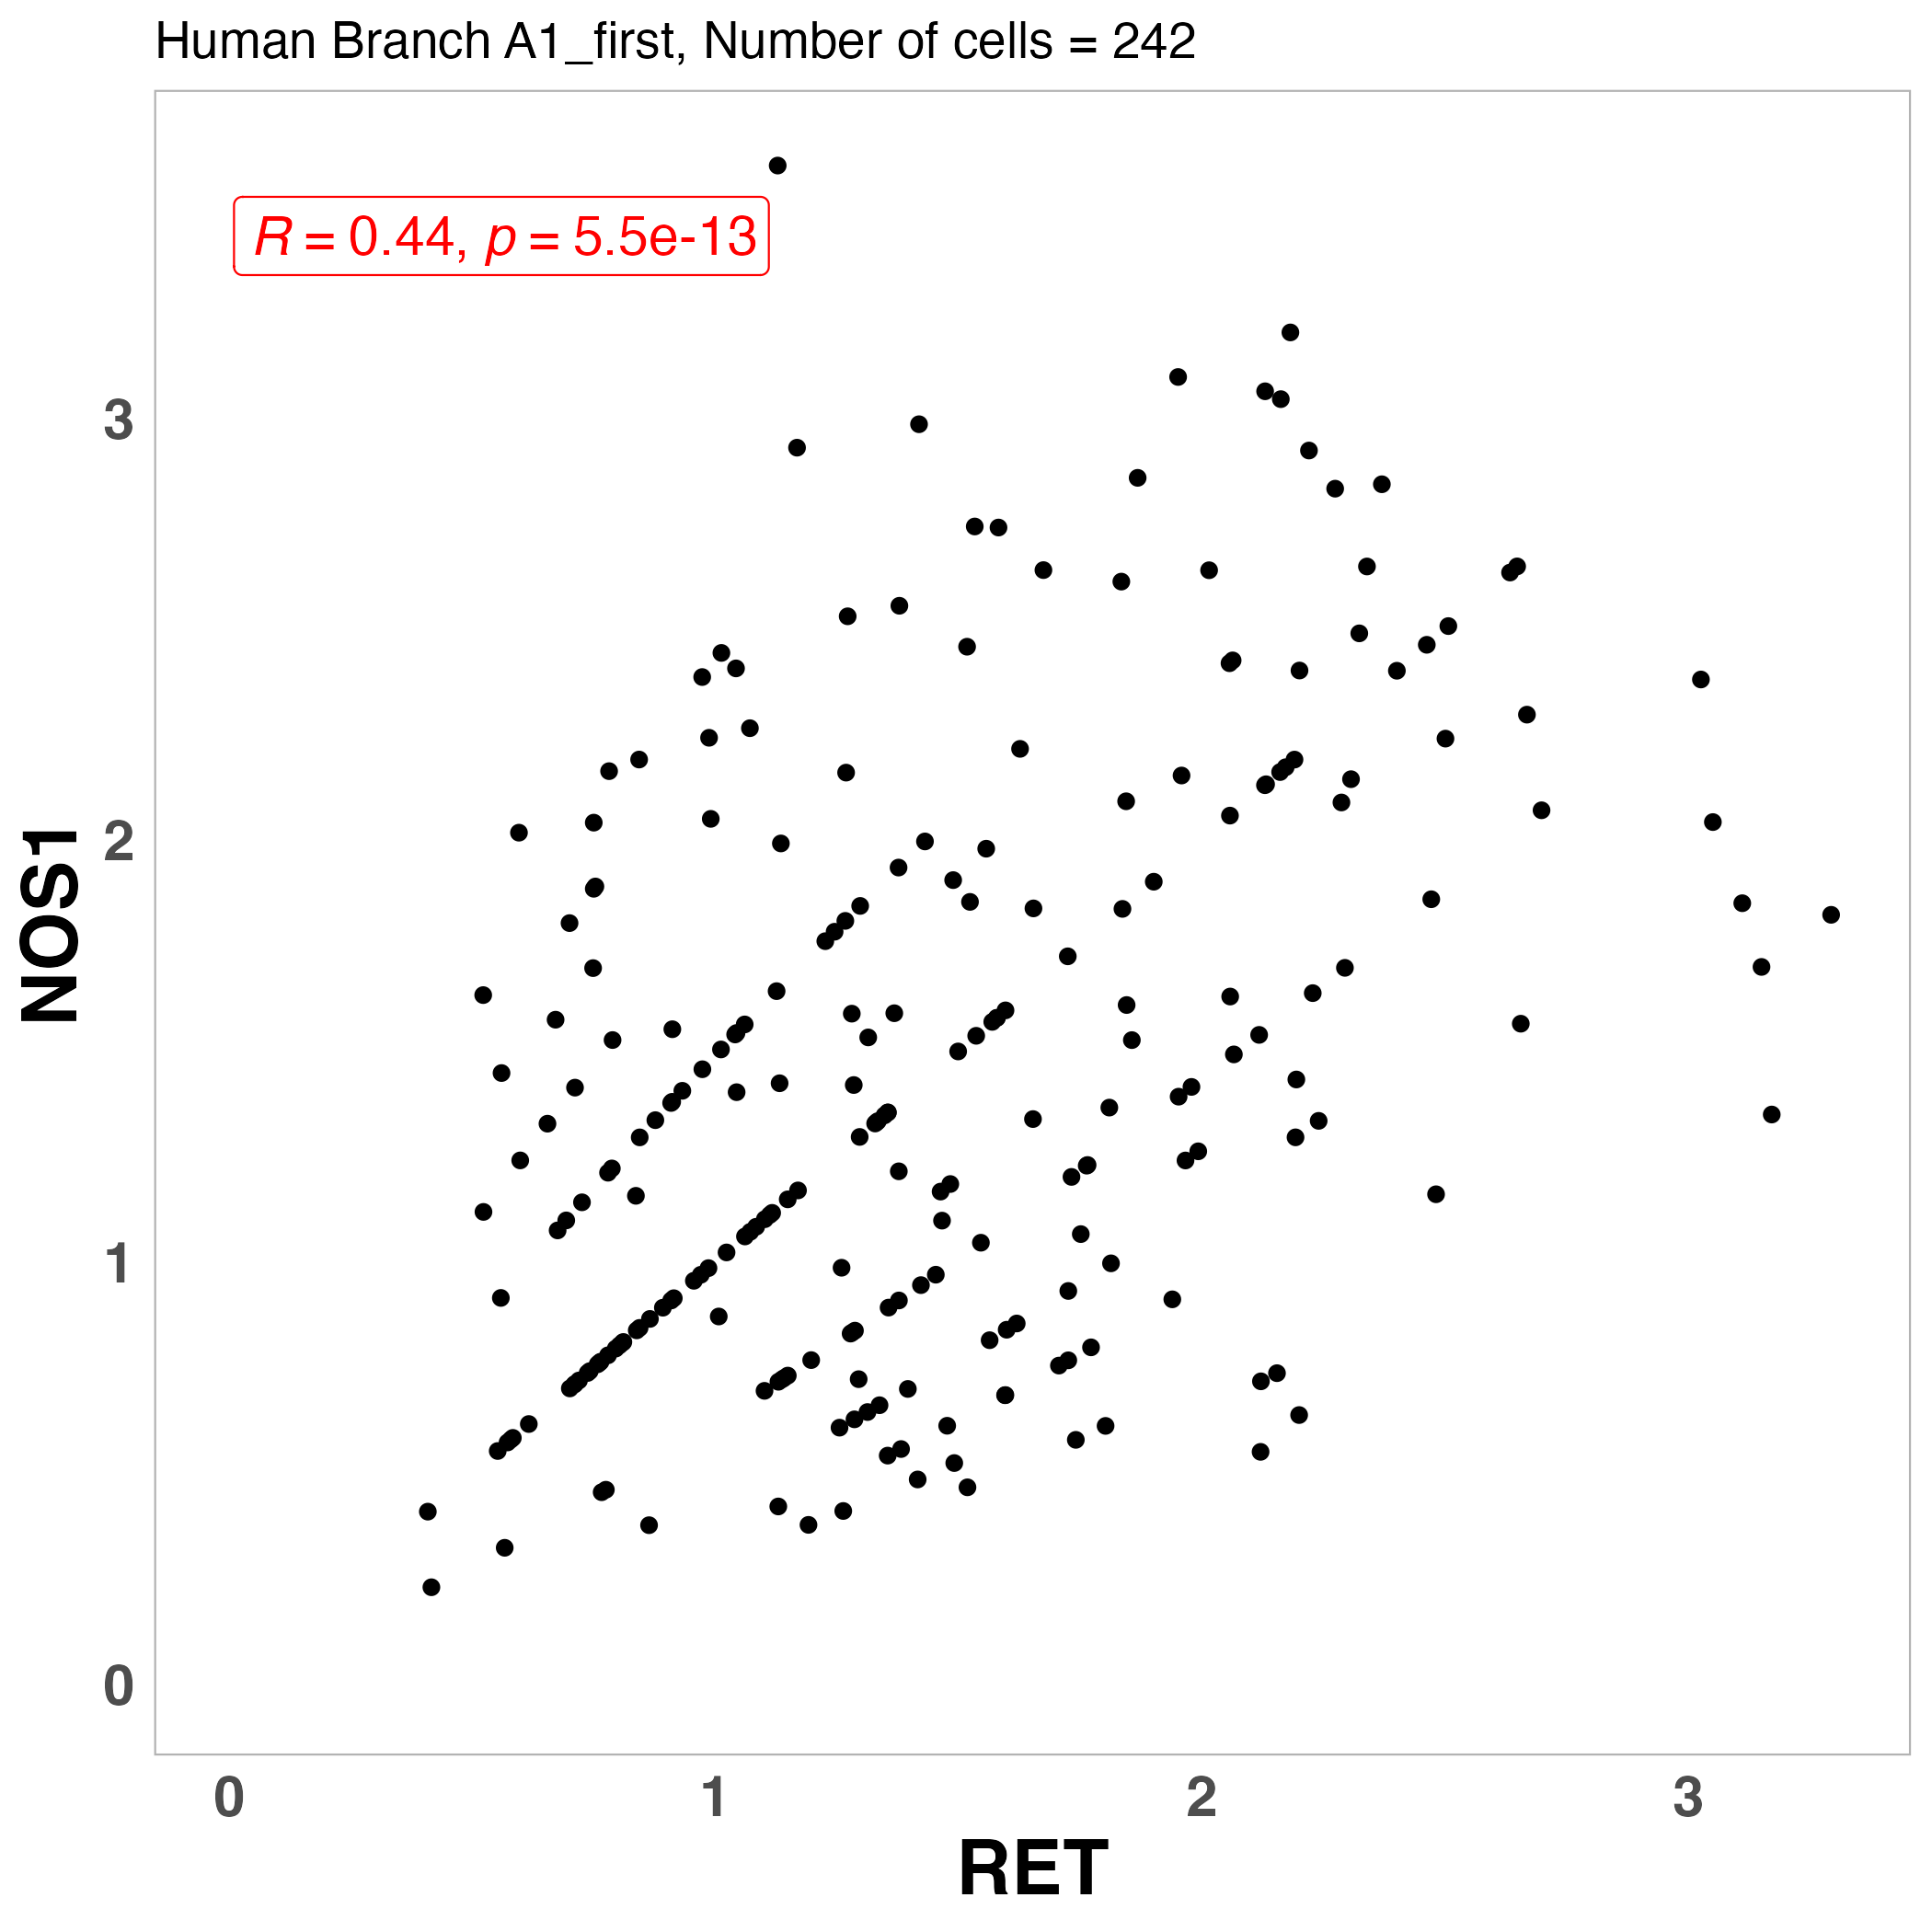 Human Branch A1_first, Number of cells = 242
R = 0.44, p = 5.5e-13
3
2
1
0
NOS1
0 1 2 3
RET